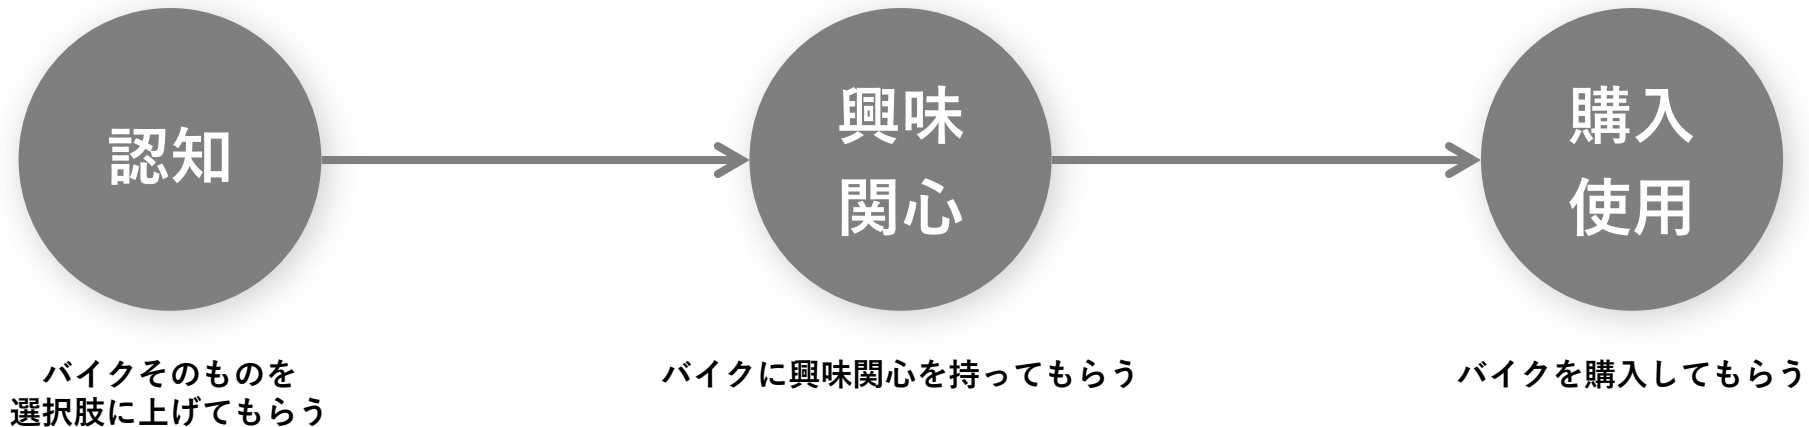 認知
興味
関心
購入
使用
バイクそのものを
選択肢に上げてもらう
バイクに興味関心を持ってもらう
バイクを購入してもらう